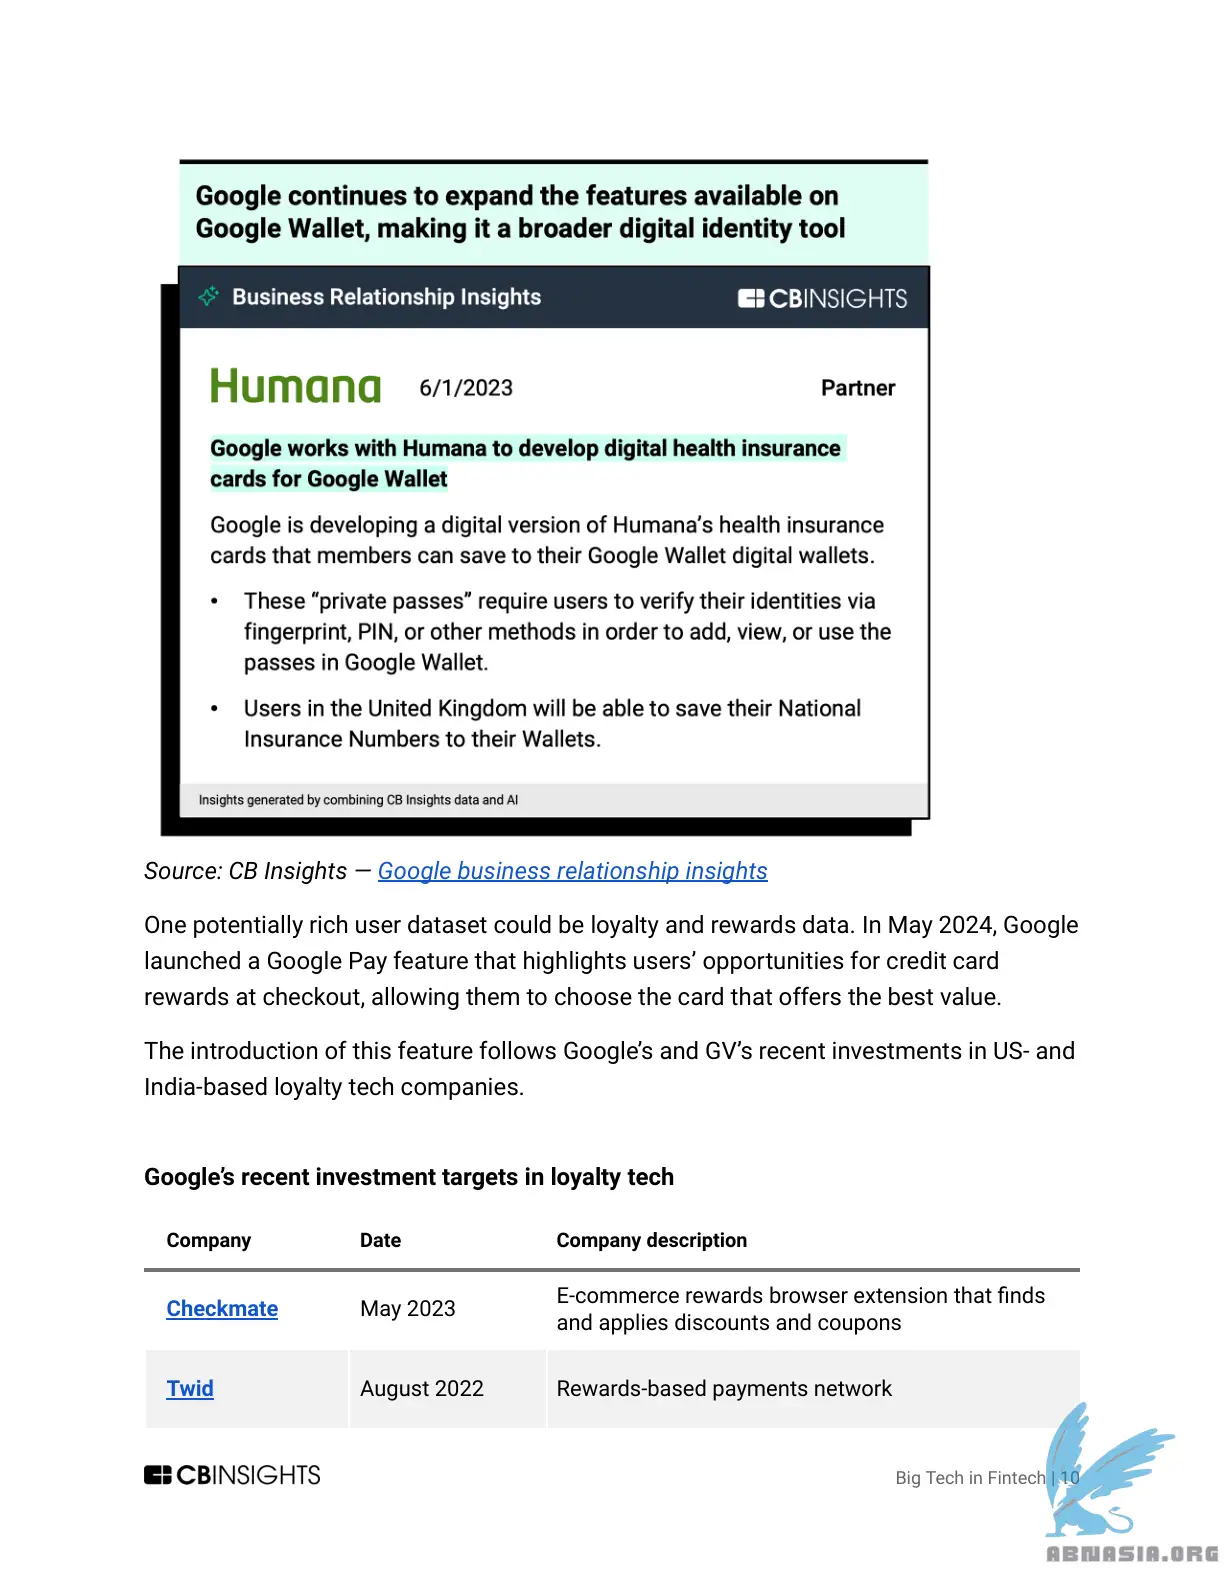 Google continues to expand the features available on
Google Wallet, making it a broader digital identity tool
Business Relationship Insights
CBINSIGHTS
Humana
6/1/2023
Partner
Google works with Humana to develop digital health insurance
cards for Google Wallet
Google is developing a digital version of Humana’s health insurance
cards that members can save to their Google Wallet digital wallets.
• These “private passes” require users to verify their identities via
fingerprint, PIN, or other methods in order to add, view, or use the
passes in Google Wallet.
• Users in the United Kingdom will be able to save their National
Insurance Numbers to their Wallets.
Insights generated by combining CB Insights data and AI
Source: CB Insights — Google business relationship insights
One potentially rich user dataset could be loyalty and rewards data. In May 2024, Google
launched a Google Pay feature that highlights users’ opportunities for credit card
rewards at checkout, allowing them to choose the card that offers the best value.
The introduction of this feature follows Google’s and GV’s recent investments in US- and
India-based loyalty tech companies.
Google’s recent investment targets in loyalty tech
Company Date Company description
Checkmate May 2023 E-commerce rewards browser extension that finds
and applies discounts and coupons
Twid August 2022 Rewards-based payments network
CBINSIGHTS
Big Tech in Fintech | 10
ABNASIA.ORG